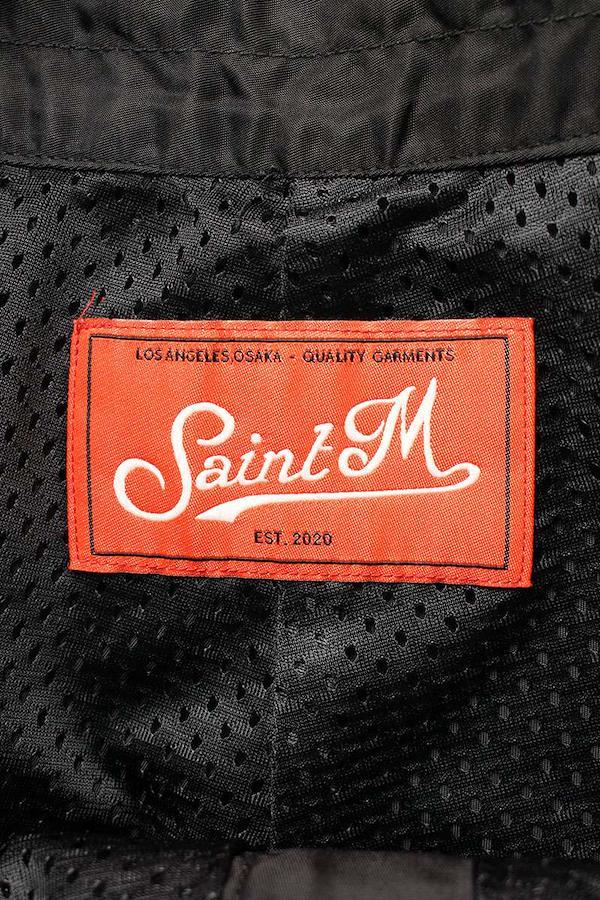 LOS ANGELES,OSAKA - QUALITY GARMENTS
Saint M
EST. 2020